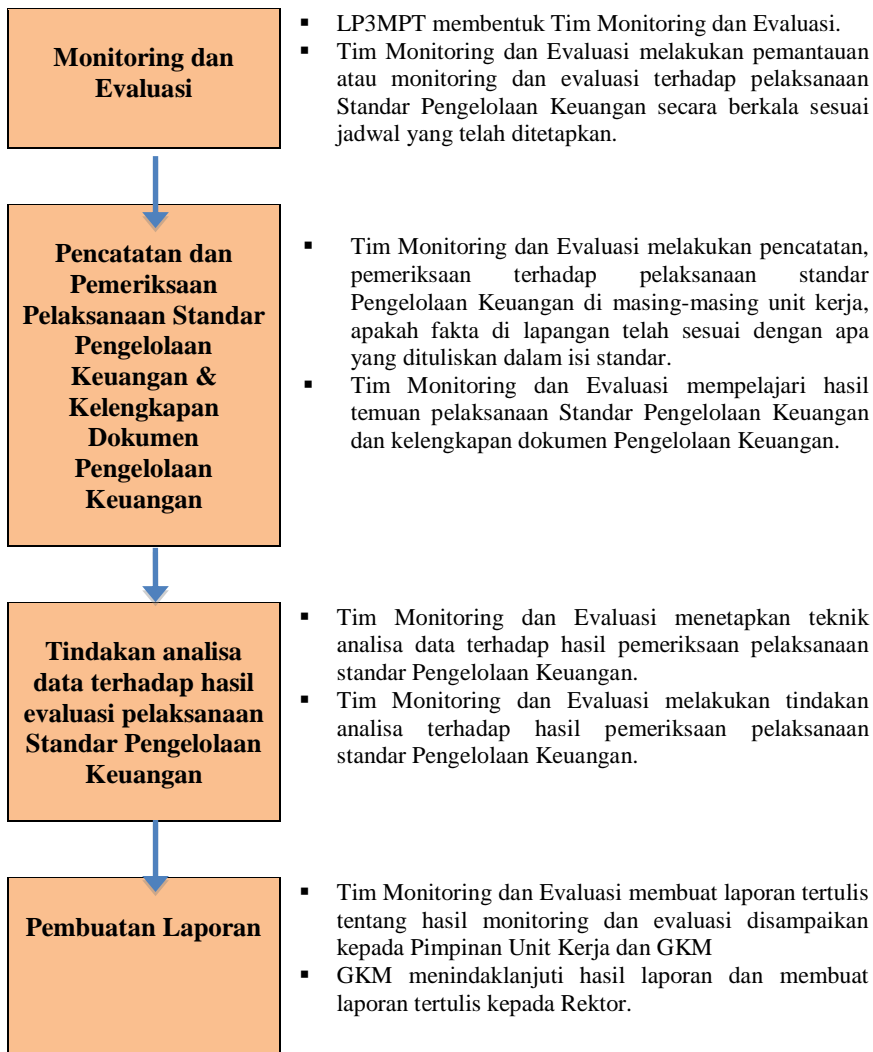 Monitoring dan
Evaluasi
▪ LP3MPT membentuk Tim Monitoring dan Evaluasi.
▪ Tim Monitoring dan Evaluasi melakukan pemantauan
atau monitoring dan evaluasi terhadap pelaksanaan
Standar Pengelolaan Keuangan secara berkala sesuai
jadwal yang telah ditetapkan.
Pencatatan dan
Pemeriksaan
Pelaksanaan Standar
Pengelolaan
Keuangan &
Kelengkapan
Dokumen
Pengelolaan
Keuangan
▪ Tim Monitoring dan Evaluasi melakukan pencatatan,
pemeriksaan terhadap pelaksanaan standar
Pengelolaan Keuangan di masing-masing unit kerja,
apakah fakta di lapangan telah sesuai dengan apa
yang dituliskan dalam isi standar.
▪ Tim Monitoring dan Evaluasi mempelajari hasil
temuan pelaksanaan Standar Pengelolaan Keuangan
dan kelengkapan dokumen Pengelolaan Keuangan.
Tindakan analisa
data terhadap hasil
evaluasi pelaksanaan
Standar Pengelolaan
Keuangan
▪ Tim Monitoring dan Evaluasi menetapkan teknik
analisa data terhadap hasil pemeriksaan pelaksanaan
standar Pengelolaan Keuangan.
▪ Tim Monitoring dan Evaluasi melakukan tindakan
analisa terhadap hasil pemeriksaan pelaksanaan
standar Pengelolaan Keuangan.
Pembuatan Laporan
▪ Tim Monitoring dan Evaluasi membuat laporan tertulis
tentang hasil monitoring dan evaluasi disampaikan
kepada Pimpinan Unit Kerja dan GKM
▪ GKM menindaklanjuti hasil laporan dan membuat
laporan tertulis kepada Rektor.